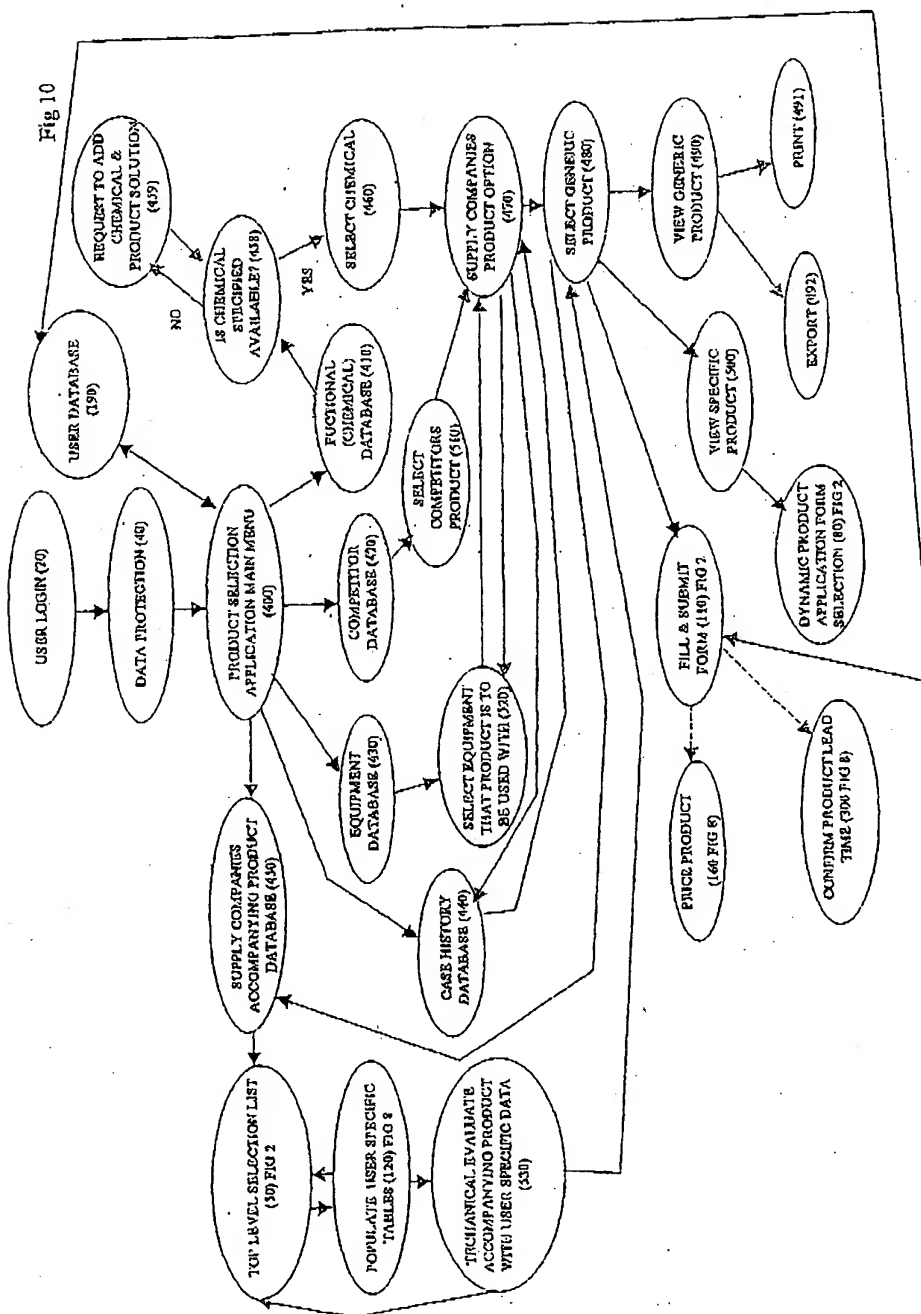 Fig 10
USER LOGIN (20)
DATA PROTECTION (40)
USER DATABASE
(190)
PRODUCT SELECTION
APPLICATION MAIN MENU
(400)
REQUEST TO ADD
CHEMICAL &
PRODUCT SOLUTION
(459)
NO
IS CHEMICAL
SPECIFIED
AVAILABLE? (458)
YES
SELECT CHEMICAL
(460)
FUCTIONAL
(CHEMICAL)
DATABASE (410)
COMPETITOR
DATABASE (420)
SELECT
COMPETITORS
PRODUCT (510)
EQUIPMENT
DATABASE (430)
SELECT EQUIPMENT
THAT PRODUCT IS TO
BE USED WITH (520)
CASE HISTORY
DATABASE (440)
SUPPLY COMPANIES
ACCOMPANYING PRODUCT
DATABASE (450)
TOP LEVEL SELECTION LIST
(50) FIG 2
POPULATE USER SPECIFIC
TABLES (120) FIG 8
TECHANICAL EVALUATE
ACCOMPANYING PRODUCT
WITH USER SPECIFIC DATA
(530)
SUPPLY COMPANIES
PRODUCT OPTION
(470)
SELECT GENERIC
PRODUCT (480)
VIEW GENERIC
PRODUCT (490)
PRINT (491)
EXPORT (492)
VIEW SPECIFIC
PRODUCT (500)
DYNAMIC PRODUCT
APPLICATION FORM
SELECTION (80) FIG 2
FILL & SUBMIT
FORM (110) FIG 2
PRICE PRODUCT
(160 FIG 8)
CONFIRM PRODUCT LEAD
TIME (300 FIG 8)